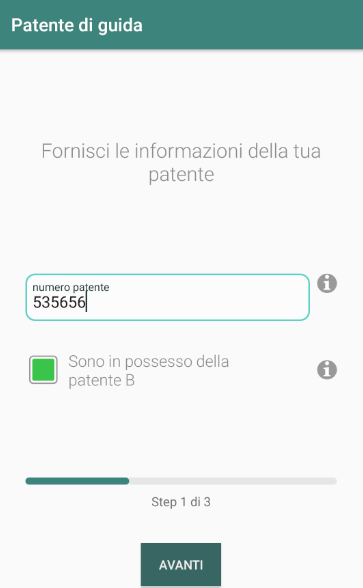 Patente di guida
Fornisci le informazioni della tua
patente
numero patente
535656
Sono in possesso della
patente B
Step 1 di 3
AVANTI